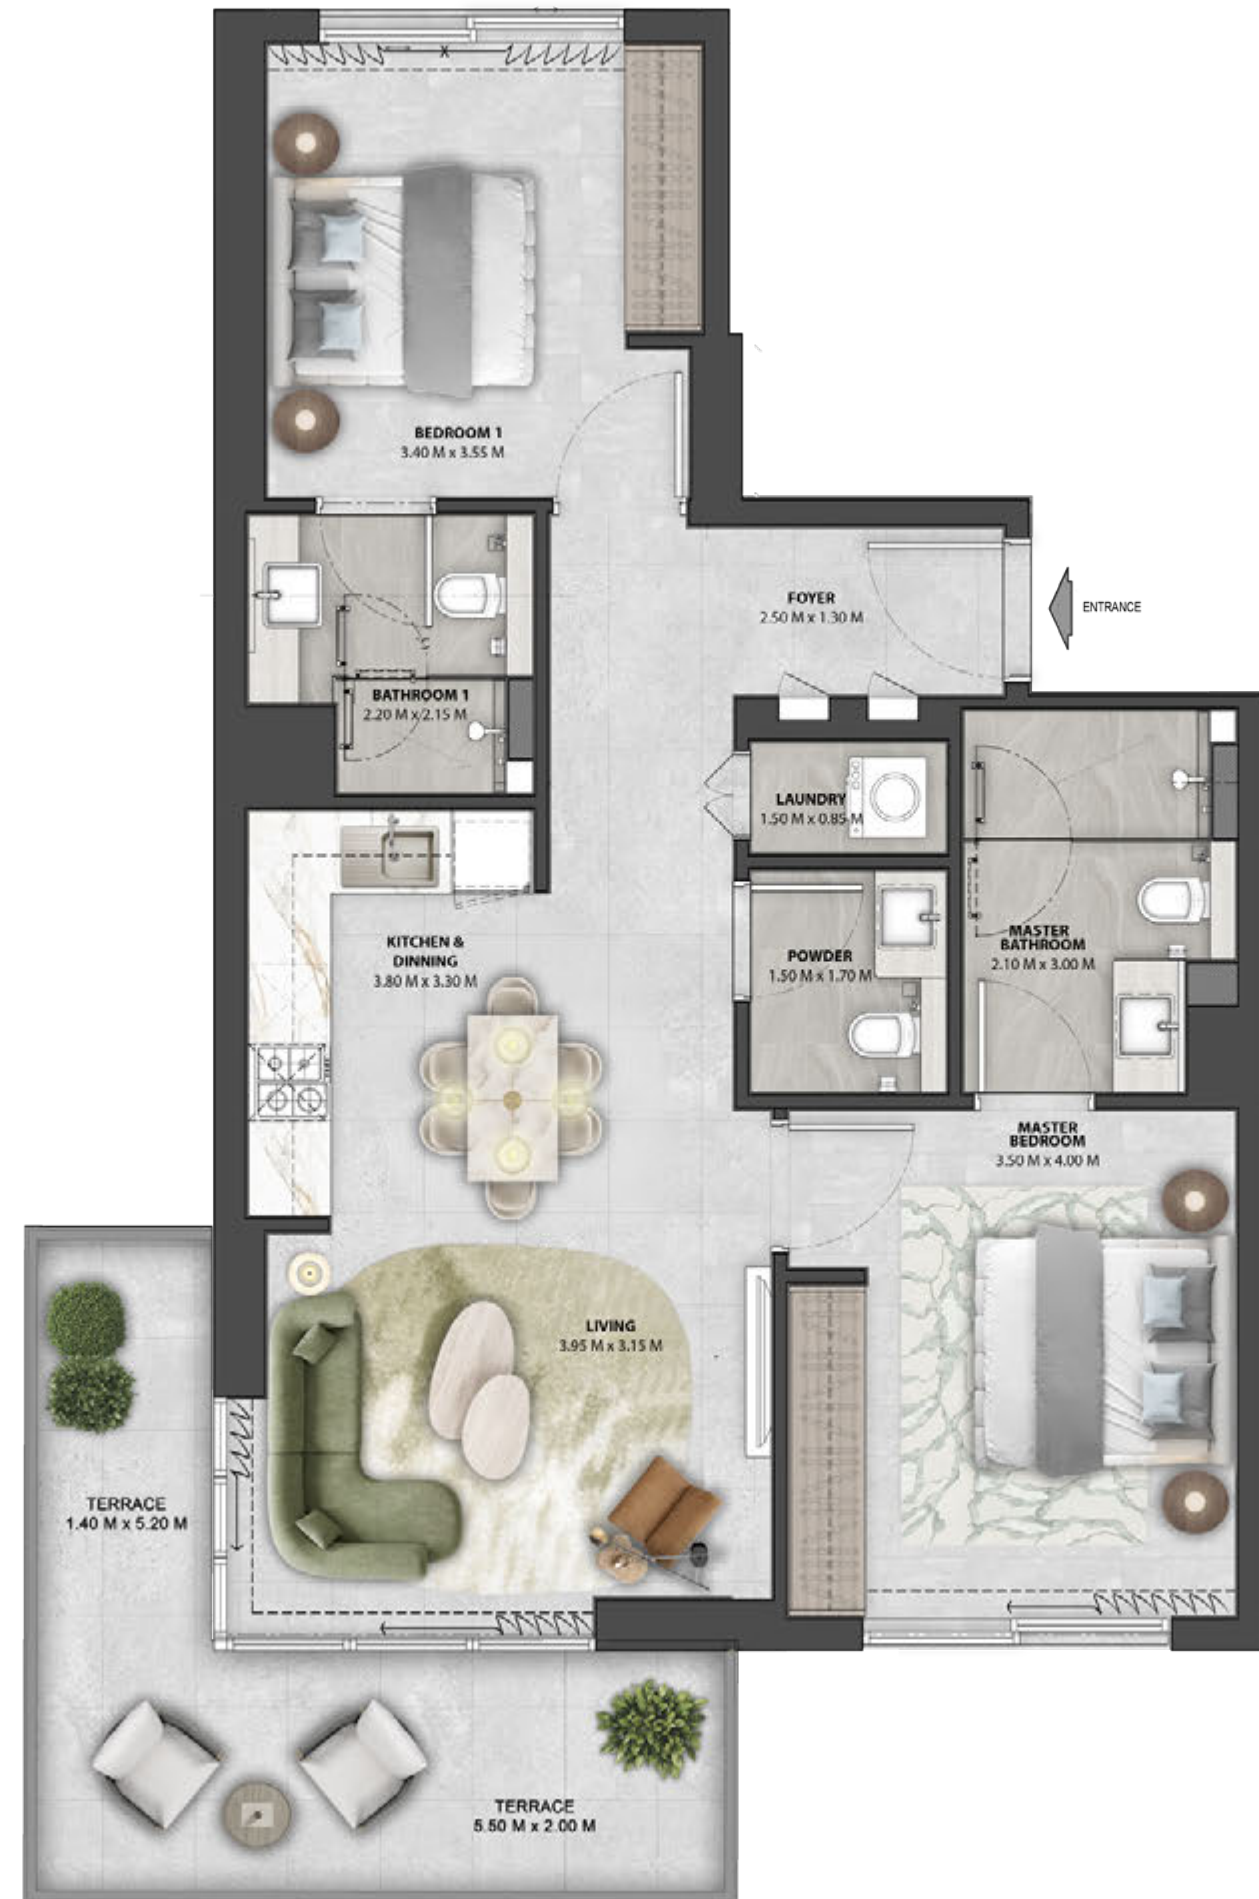 BEDROOM 1
3.40 M x 3.55 M
FOYER
2.50 M x 1.30 M
ENTRANCE
BATHROOM 1
2.20 M x 2.15 M
LAUNDRY
1.50 M x 0.85 M
KITCHEN &
DINNING
3.80 M x 3.30 M
POWDER
1.50 M x 1.70 M
MASTER
BATHROOM
2.10 M x 3.00 M
MASTER
BEDROOM
3.50 M x 4.00 M
LIVING
3.95 M x 3.15 M
TERRACE
1.40 M x 5.20 M
TERRACE
5.50 M x 2.00 M